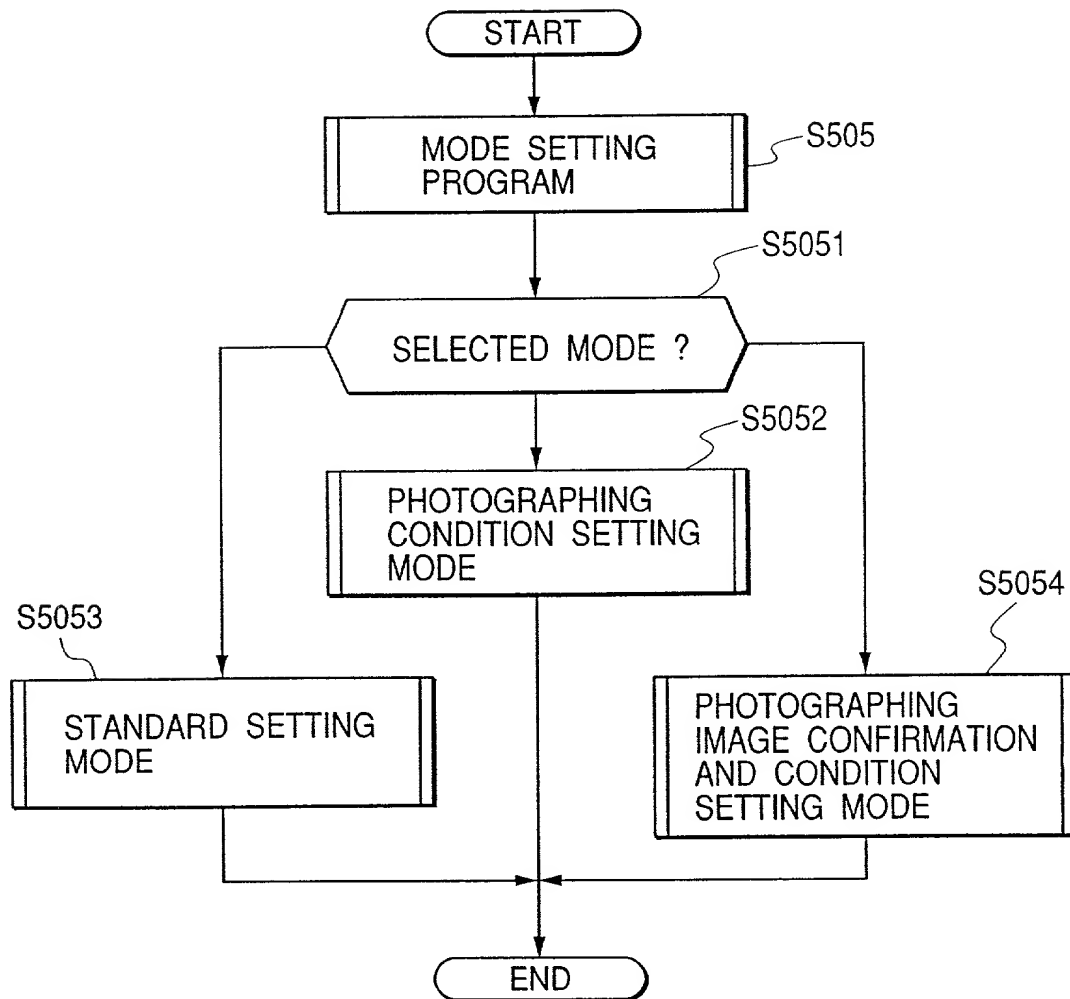 START
MODE SETTING
PROGRAM
S505
S5051
SELECTED MODE ?
S5052
PHOTOGRAPHING
CONDITION SETTING
MODE
S5053
STANDARD SETTING
MODE
S5054
PHOTOGRAPHING
IMAGE CONFIRMATION
AND CONDITION
SETTING MODE
END